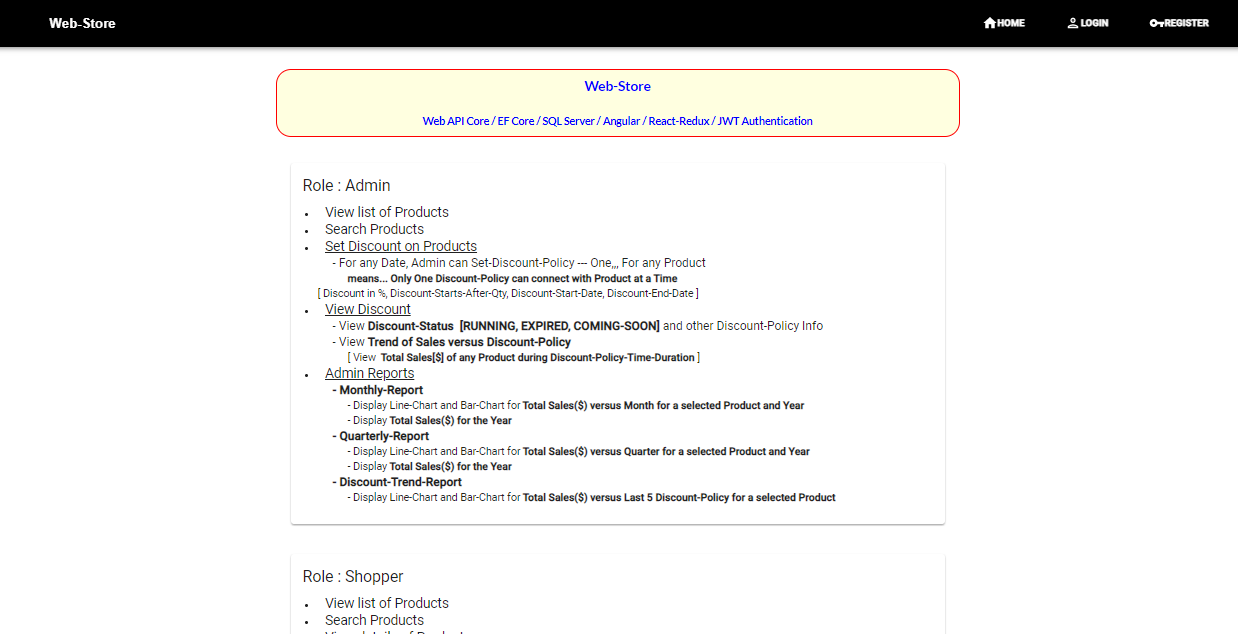 Web-Store
HOME
LOGIN
REGISTER
Web-Store
Web API Core / EF Core / SQL Server / Angular / React-Redux / JWT Authentication
Role : Admin
• View list of Products
• Search Products
• Set Discount on Products
- For any Date, Admin can Set-Discount-Policy --- One,,, For any Product
means... Only One Discount-Policy can connect with Product at a Time
[ Discount in %, Discount-Starts-After-Qty, Discount-Start-Date, Discount-End-Date ]
• View Discount
- View Discount-Status [RUNNING, EXPIRED, COMING-SOON] and other Discount-Policy Info
- View Trend of Sales versus Discount-Policy
[ View Total Sales[$] of any Product during Discount-Policy-Time-Duration ]
• Admin Reports
- Monthly-Report
- Display Line-Chart and Bar-Chart for Total Sales($) versus Month for a selected Product and Year
- Display Total Sales($) for the Year
- Quarterly-Report
- Display Line-Chart and Bar-Chart for Total Sales($) versus Quarter for a selected Product and Year
- Display Total Sales($) for the Year
- Discount-Trend-Report
- Display Line-Chart and Bar-Chart for Total Sales($) versus Last 5 Discount-Policy for a selected Product
Role : Shopper
• View list of Products
• Search Products